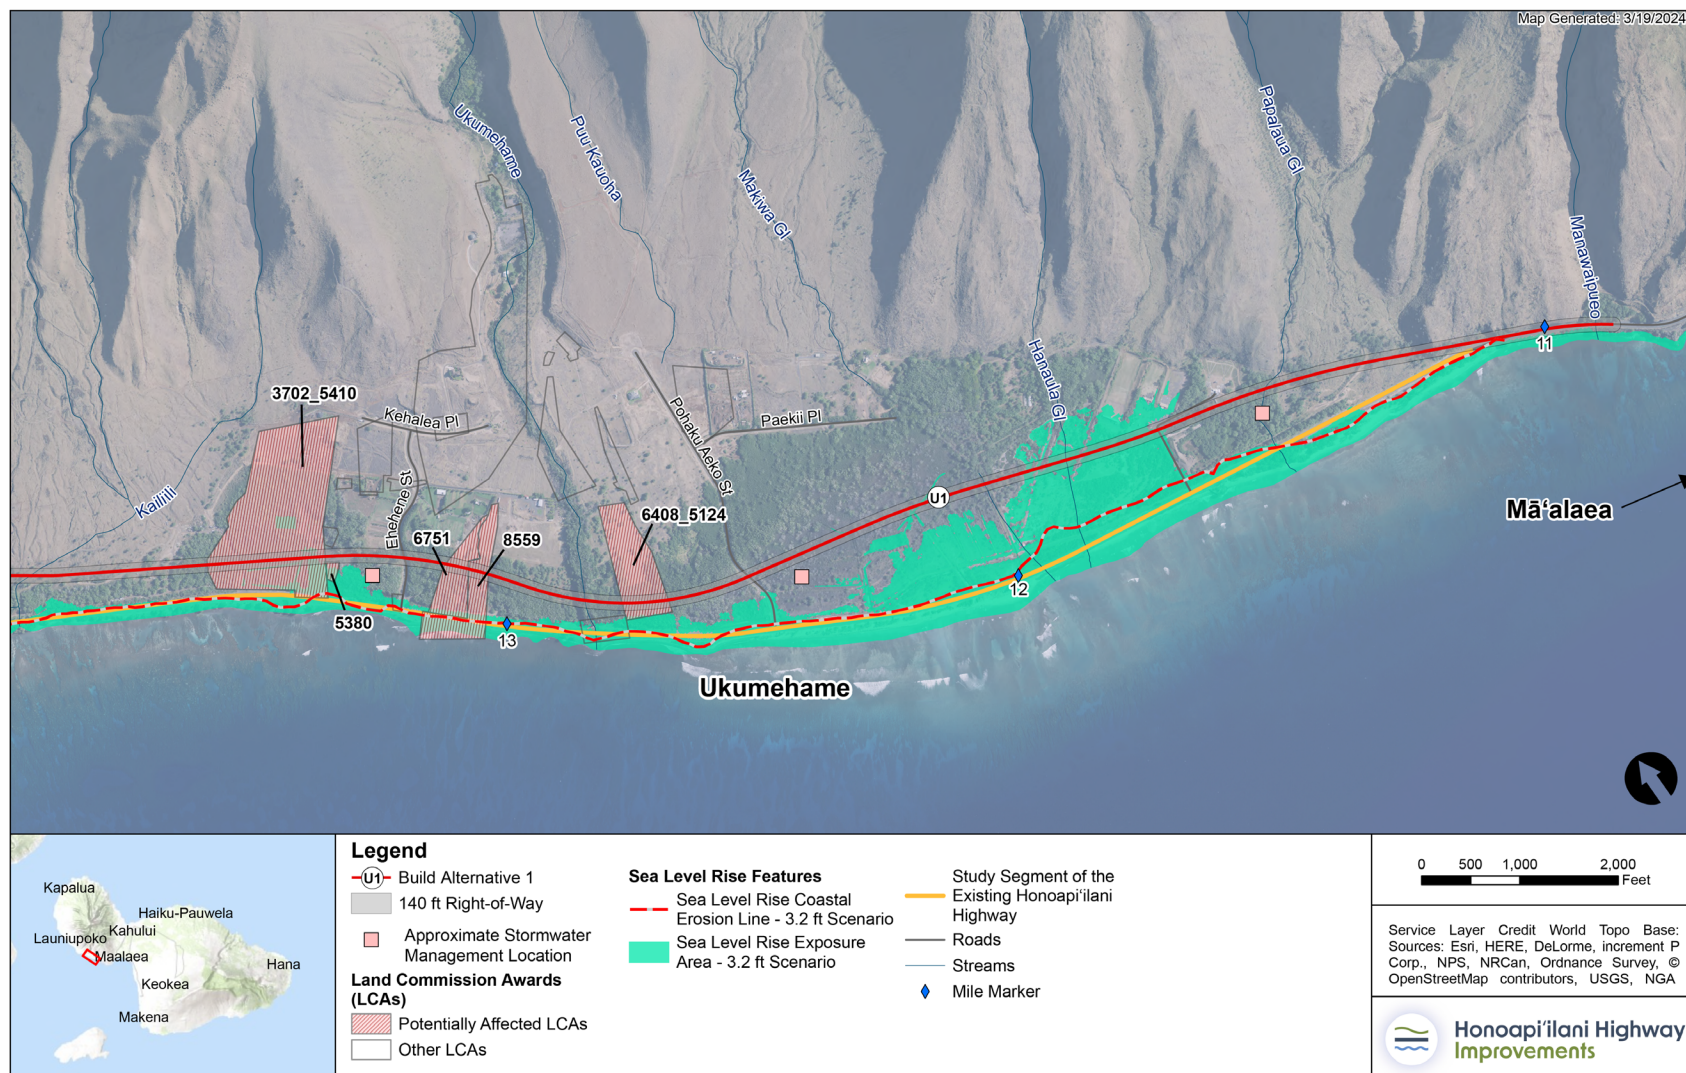 Map Generated: 3/19/2024
Ukumehame
Puu Kauoha
Makiwa Gl
Papalaua Gl
Manawaipueo
Hanaula Gl
11
3702_5410
Kehalea Pl
Pohaku Aeko St
Paekii Pl
Kailiili
Ehehene St
6751
8559
6408_5124
U1
Mā‘alaea
5380
13
12
Ukumehame
Kapalua
Haiku-Pauwela
Kahului
Launiupoko
Maalaea
Hana
Keokea
Makena
Legend
U1
Build Alternative 1
140 ft Right-of-Way
Approximate Stormwater
Management Location
Land Commission Awards
(LCAs)
Potentially Affected LCAs
Other LCAs
Sea Level Rise Features
Sea Level Rise Coastal
Erosion Line - 3.2 ft Scenario
Sea Level Rise Exposure
Area - 3.2 ft Scenario
Study Segment of the
Existing Honoapi‘ilani
Highway
Roads
Streams
Mile Marker
0 500 1,000 2,000
Feet
Service Layer Credit World Topo Base:
Sources: Esri, HERE, DeLorme, increment P
Corp., NPS, NRCan, Ordnance Survey, ©
OpenStreetMap contributors, USGS, NGA
Honoapi‘ilani Highway
Improvements